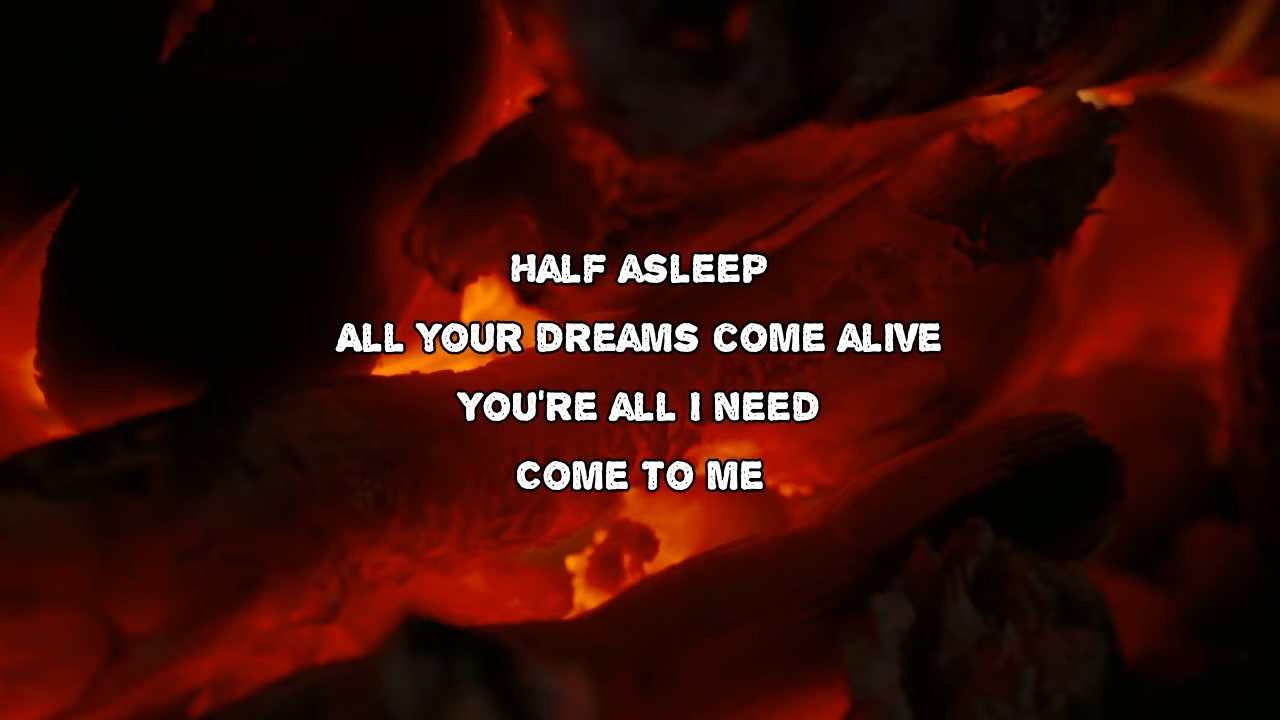 HALF ASLEEP
ALL YOUR DREAMS COME ALIVE
YOU'RE ALL I NEED
COME TO ME